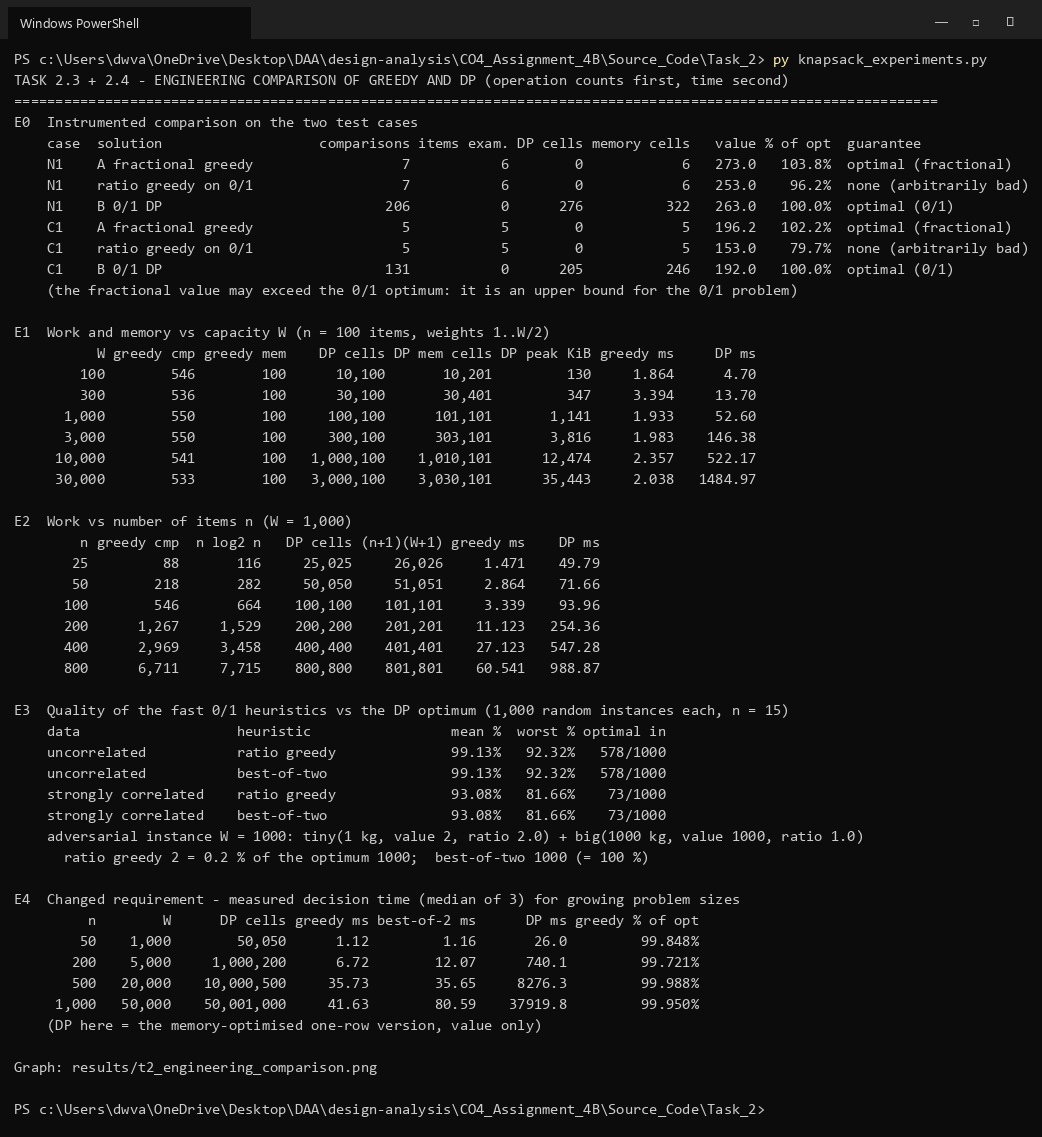 Windows PowerShell
PS c:\Users\dwva\OneDrive\Desktop\DAA\design-analysis\CO4_Assignment_4B\Source_Code\Task_2> py knapsack_experiments.py
TASK 2.3 + 2.4 - ENGINEERING COMPARISON OF GREEDY AND DP (operation counts first, time second)
================================================================================================================
E0  Instrumented comparison on the two test cases
    case  solution                   comparisons items exam. DP cells memory cells   value % of opt  guarantee
    N1    A fractional greedy                  7           6        0            6   273.0   103.8%  optimal (fractional)
    N1    ratio greedy on 0/1                  7           6        0            6   253.0    96.2%  none (arbitrarily bad)
    N1    B 0/1 DP                           206           0      276          322   263.0   100.0%  optimal (0/1)
    C1    A fractional greedy                  5           5        0            5   196.2   102.2%  optimal (fractional)
    C1    ratio greedy on 0/1                  5           5        0            5   153.0    79.7%  none (arbitrarily bad)
    C1    B 0/1 DP                           131           0      205          246   192.0   100.0%  optimal (0/1)
    (the fractional value may exceed the 0/1 optimum: it is an upper bound for the 0/1 problem)
E1  Work and memory vs capacity W (n = 100 items, weights 1..W/2)
          W greedy cmp greedy mem    DP cells DP mem cells DP peak KiB greedy ms     DP ms
        100        546        100      10,100       10,201         130     1.864      4.70
        300        536        100      30,100       30,401         347     3.394     13.70
      1,000        550        100     100,100      101,101       1,141     1.933     52.60
      3,000        550        100     300,100      303,101       3,816     1.983    146.38
     10,000        541        100   1,000,100    1,010,101      12,474     2.357    522.17
     30,000        533        100   3,000,100    3,030,101      35,443     2.038   1484.97
E2  Work vs number of items n (W = 1,000)
        n greedy cmp  n log2 n   DP cells (n+1)(W+1) greedy ms    DP ms
       25         88       116     25,025     26,026     1.471    49.79
       50        218       282     50,050     51,051     2.864    71.66
      100        546       664    100,100    101,101     3.339    93.96
      200      1,267     1,529    200,200    201,201    11.123   254.36
      400      2,969     3,458    400,400    401,401    27.123   547.28
      800      6,711     7,715    800,800    801,801    60.541   988.87
E3  Quality of the fast 0/1 heuristics vs the DP optimum (1,000 random instances each, n = 15)
    data                   heuristic                 mean %  worst % optimal in
    uncorrelated           ratio greedy              99.13%   92.32%   578/1000
    uncorrelated           best-of-two               99.13%   92.32%   578/1000
    strongly correlated    ratio greedy              93.08%   81.66%    73/1000
    strongly correlated    best-of-two               93.08%   81.66%    73/1000
    adversarial instance W = 1000: tiny(1 kg, value 2, ratio 2.0) + big(1000 kg, value 1000, ratio 1.0)
      ratio greedy 2 = 0.2 % of the optimum 1000;  best-of-two 1000 (= 100 %)
E4  Changed requirement - measured decision time (median of 3) for growing problem sizes
         n        W      DP cells greedy ms best-of-2 ms      DP ms greedy % of opt
        50    1,000        50,050      1.12         1.16       26.0         99.848%
       200    5,000     1,000,200      6.72        12.07      740.1         99.721%
       500   20,000    10,000,500     35.73        35.65     8276.3         99.988%
     1,000   50,000    50,001,000     41.63        80.59    37919.8         99.950%
    (DP here = the memory-optimised one-row version, value only)
Graph: results/t2_engineering_comparison.png
PS c:\Users\dwva\OneDrive\Desktop\DAA\design-analysis\CO4_Assignment_4B\Source_Code\Task_2>